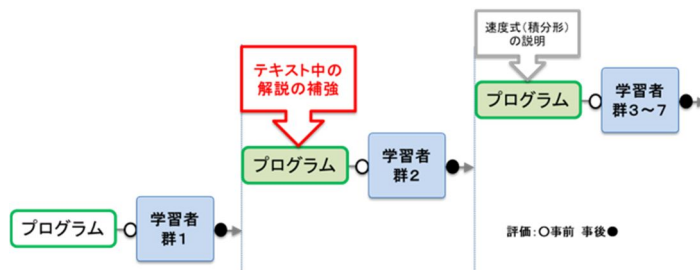 速度式(積分形)
の説明
テキスト中の
解説の補強
プログラム
学習者
群3～7
プログラム
学習者
群2
プログラム
学習者
群1
評価:○事前 事後●